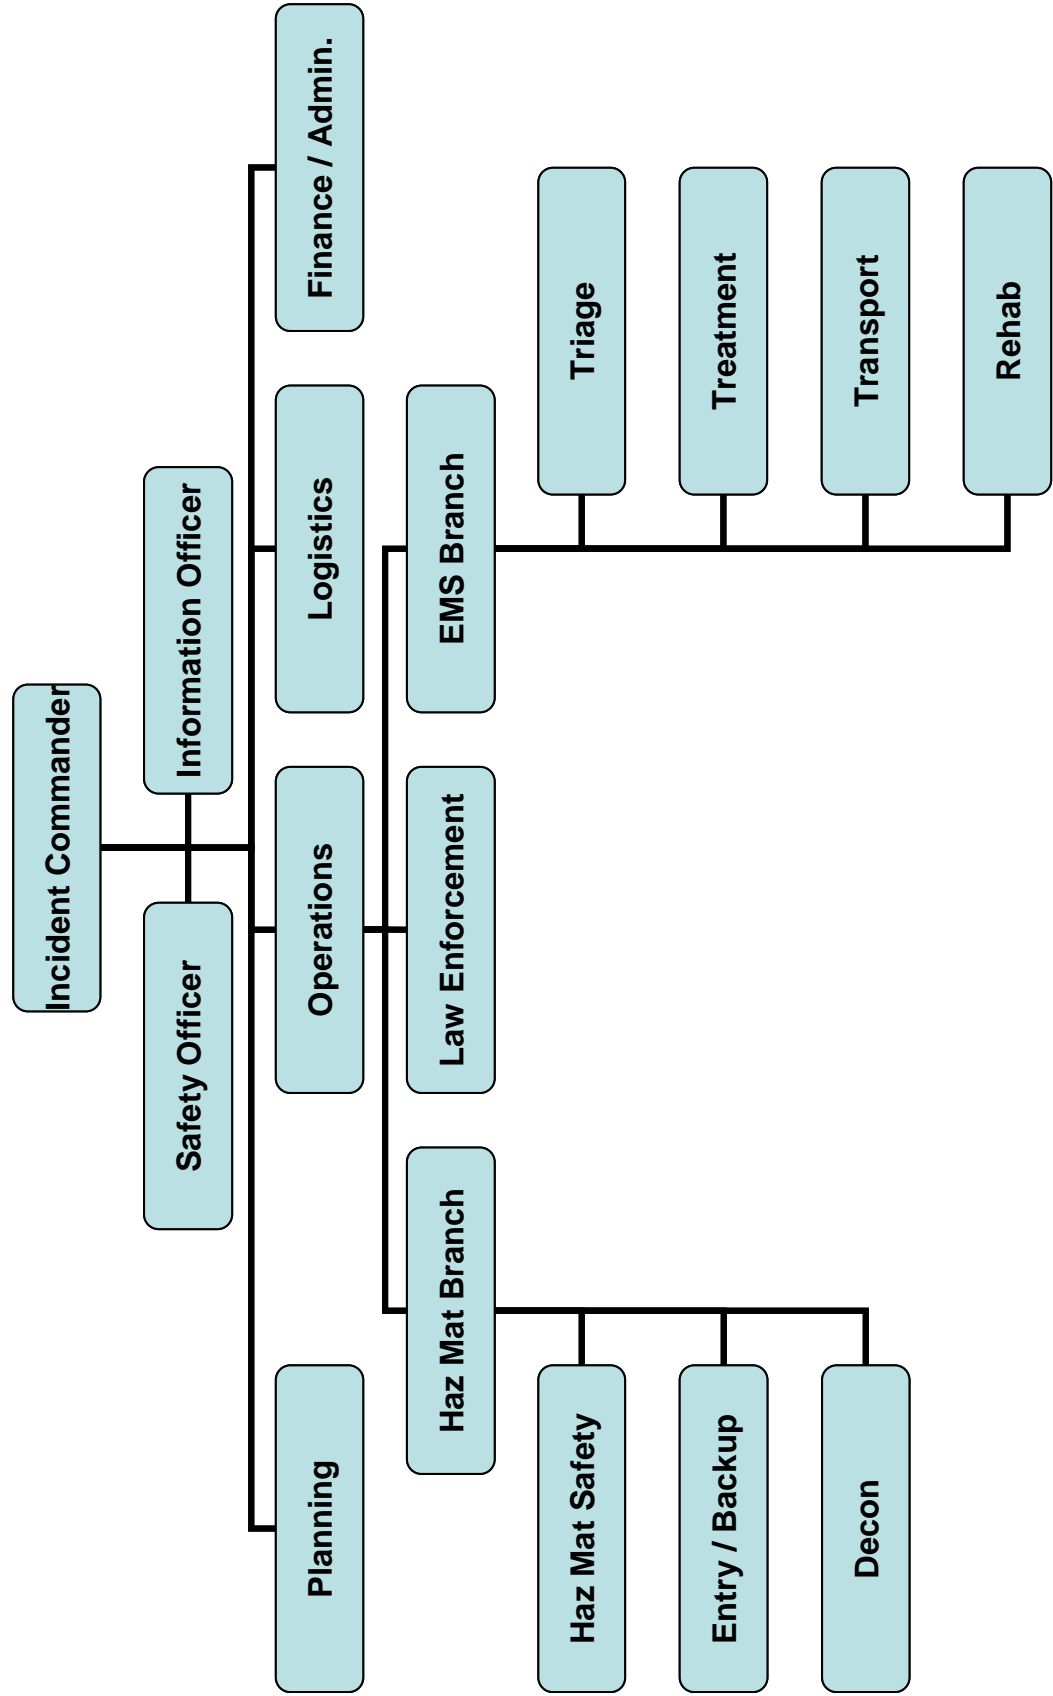 Incident Commander
Safety Officer
Information Officer
Planning
Operations
Logistics
Finance / Admin.
Haz Mat Branch
Law Enforcement
EMS Branch
Haz Mat Safety
Triage
Entry / Backup
Treatment
Decon
Transport
Rehab